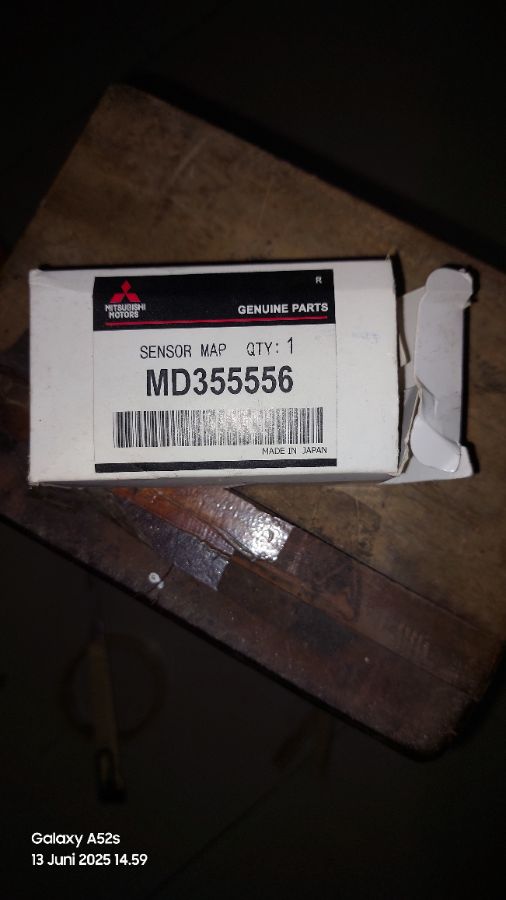 R
MITSUBISHI
MOTORS
GENUINE PARTS
SENSOR MAP QTY: 1
MD355556
MADE IN JAPAN
Galaxy A52s
13 Juni 2025 14.59